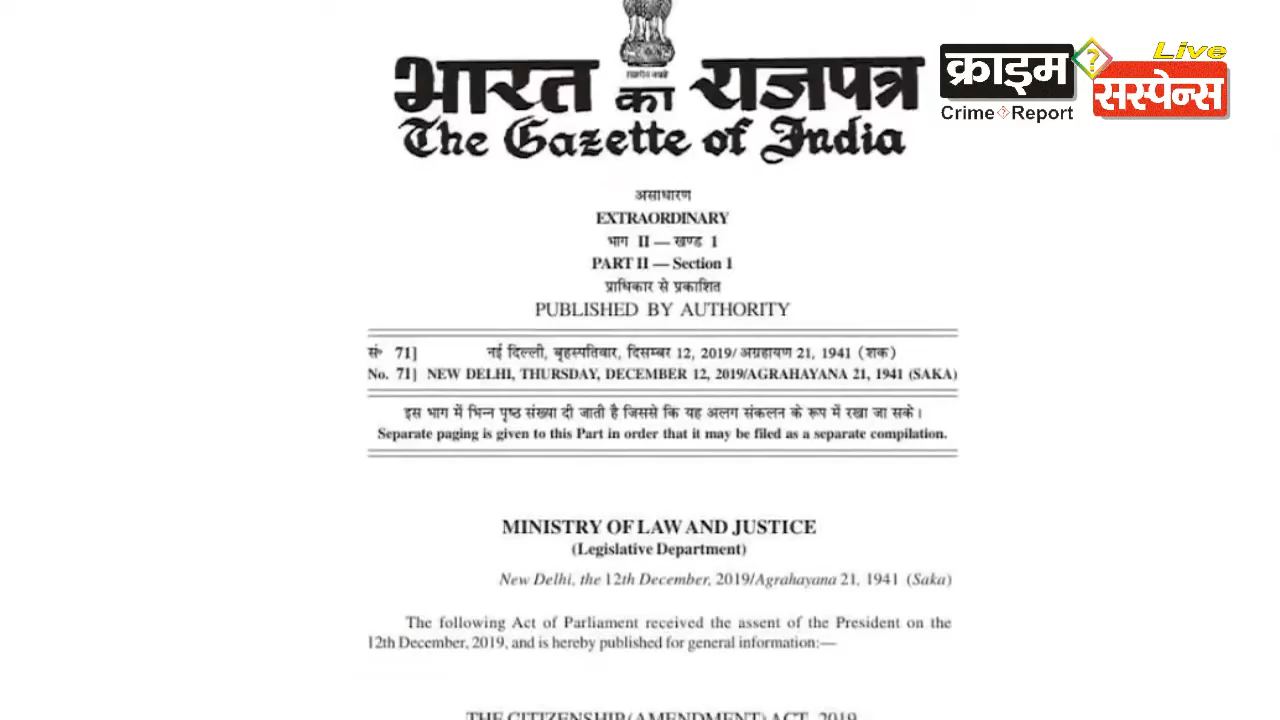 भारत का राजपत्र
The Gazette of India
असाधारण
EXTRAORDINARY
भाग II — खण्ड 1
PART II — Section 1
प्राधिकार से प्रकाशित
PUBLISHED BY AUTHORITY
सं॰ 71] नई दिल्ली, बृहस्पतिवार, दिसम्बर 12, 2019/अग्रहायण 21, 1941 (शक)
No. 71] NEW DELHI, THURSDAY, DECEMBER 12, 2019/AGRAHAYANA 21, 1941 (SAKA)
इस भाग में भिन्न पृष्ठ संख्या दी जाती है जिससे कि यह अलग संकलन के रूप में रखा जा सके।
Separate paging is given to this Part in order that it may be filed as a separate compilation.
MINISTRY OF LAW AND JUSTICE
(Legislative Department)
New Delhi, the 12th December, 2019/Agrahayana 21, 1941 (Saka)
The following Act of Parliament received the assent of the President on the
12th December, 2019, and is hereby published for general information:—
THE CITIZENSHIP (AMENDMENT) ACT, 2019
क्राइम ? Live
सस्पेन्स
Crime Report